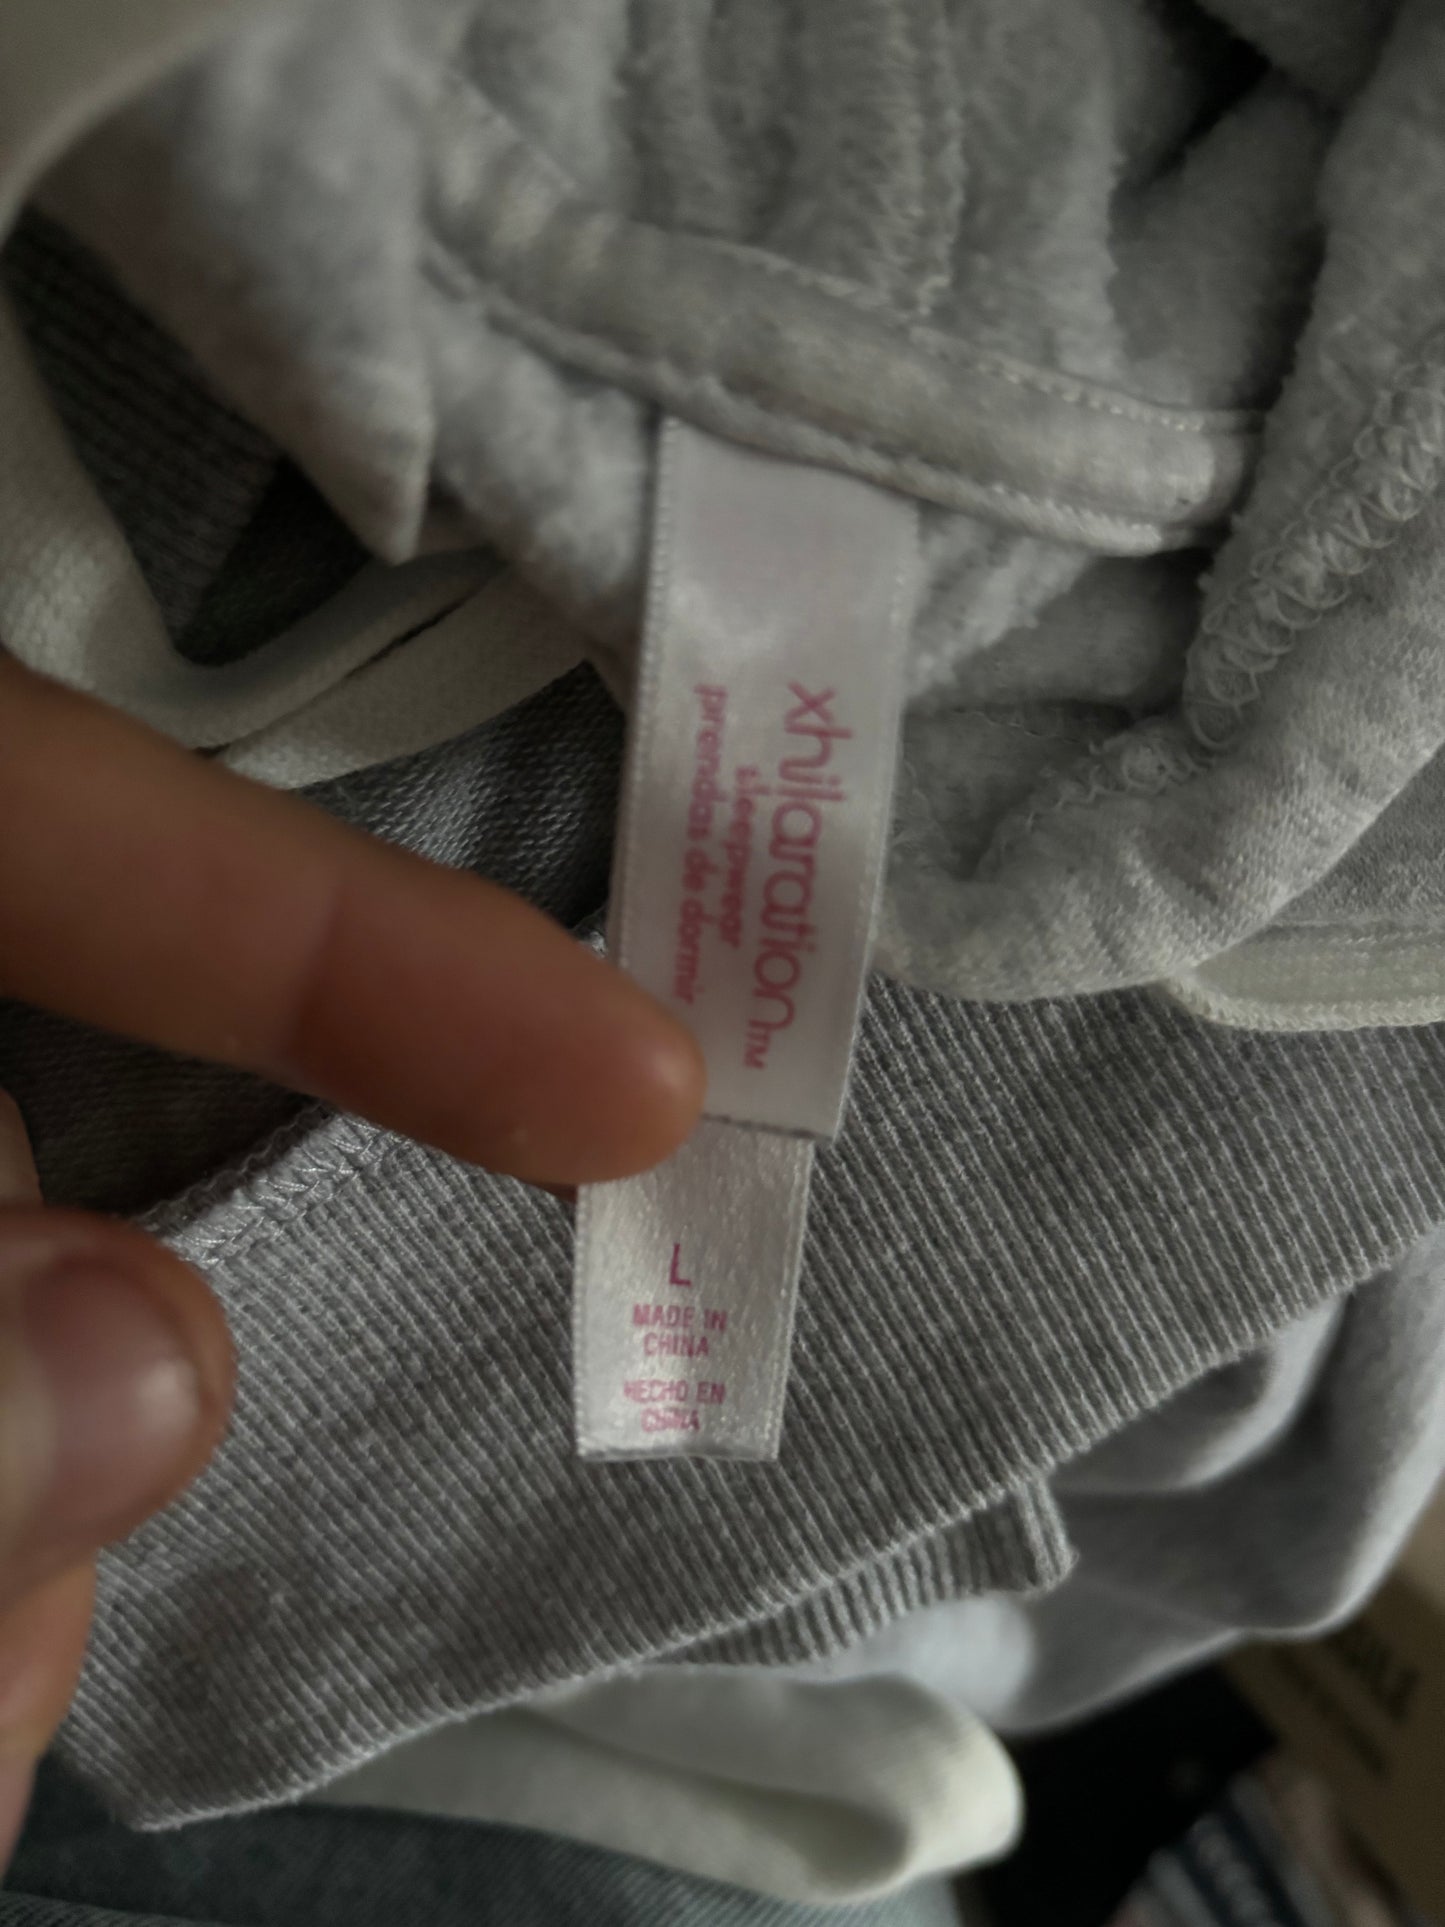 xhilaration™
sleepwear
prendas de dormir
L
MADE IN
CHINA
HECHO EN
CHINA